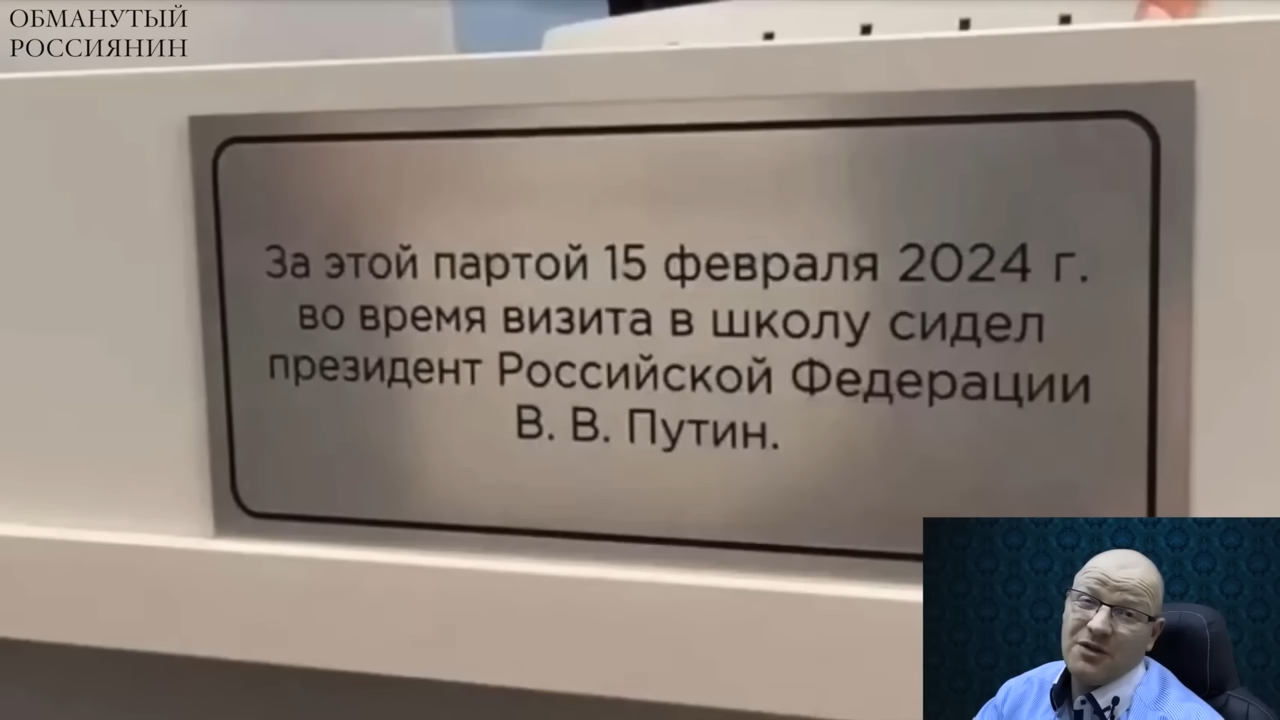 ОБМАНУТЫЙ
РОССИЯНИН
За этой партой 15 февраля 2024 г.
во время визита в школу сидел
президент Российской Федерации
В. В. Путин.